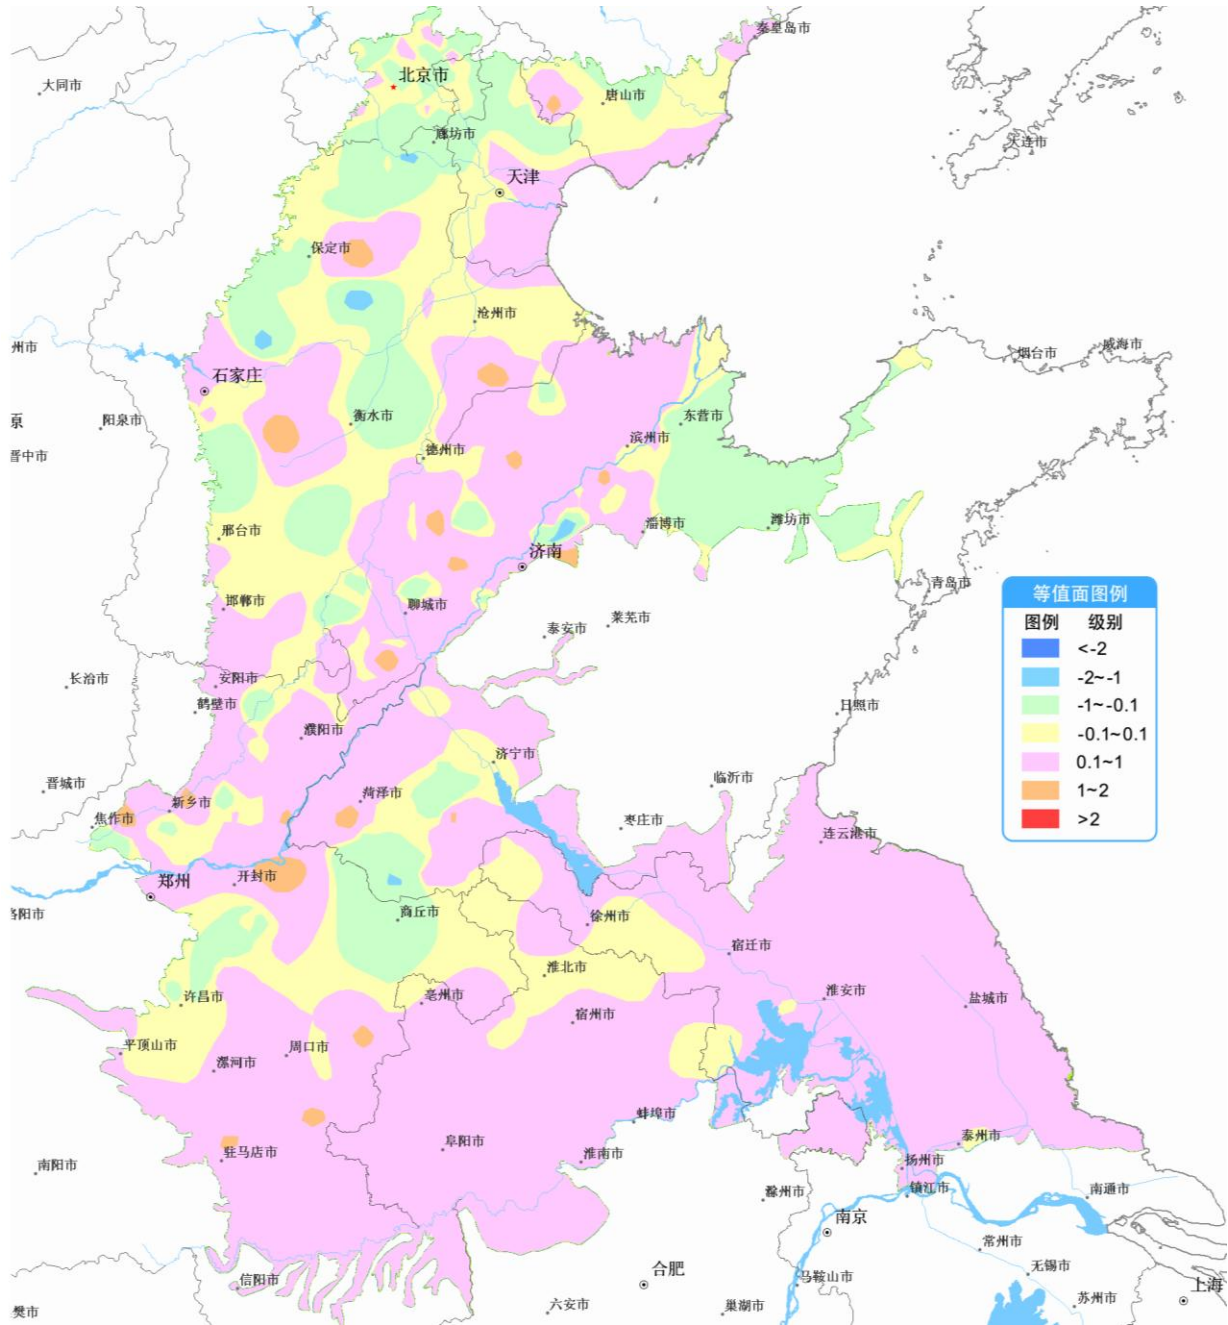 秦皇岛市
大同市
北京市
唐山市
廊坊市
大连市
天津
保定市
沧州市
州市
烟台市
威海市
石家庄
阳泉市
衡水市
东营市
原
德州市
滨州市
晋中市
邢台市
淄博市
潍坊市
济南
青岛市
邯郸市
聊城市
莱芜市
泰安市
等值面图例
图例 级别
<-2
-2~-1
-1~-0.1
-0.1~0.1
0.1~1
1~2
>2
长治市
安阳市
鹤壁市
日照市
濮阳市
济宁市
晋城市
临沂市
新乡市
菏泽市
焦作市
枣庄市
连云港市
郑州
开封市
洛阳市
商丘市
徐州市
宿迁市
淮北市
许昌市
亳州市
淮安市
盐城市
宿州市
平顶山市
漯河市
周口市
蚌埠市
泰州市
驻马店市
阜阳市
淮南市
扬州市
南阳市
滁州市
镇江市
南通市
南京
常州市
合肥
信阳市
马鞍山市
无锡市
上海
樊市
六安市
巢湖市
苏州市